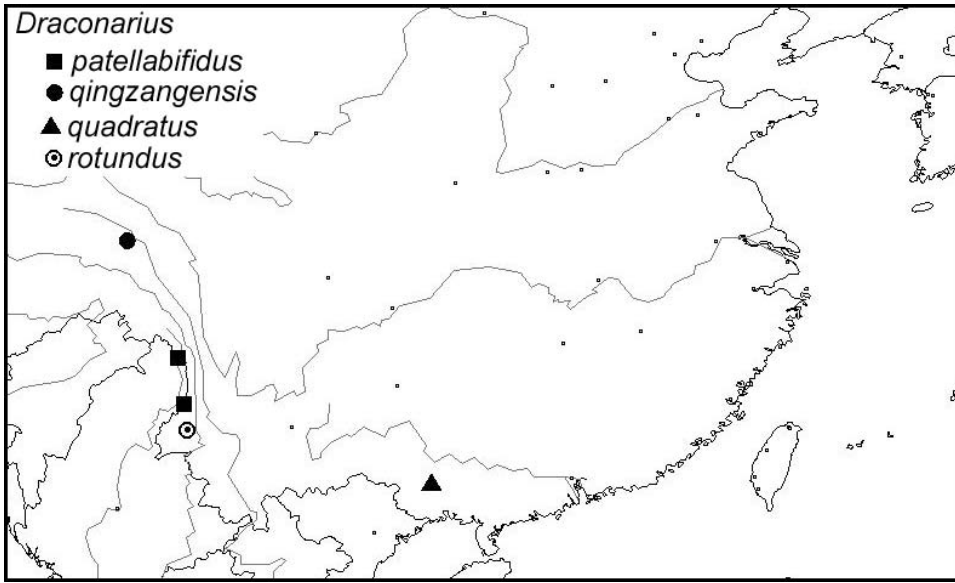 Draconarius
patellabifidus
qingzangensis
quadratus
rotundus